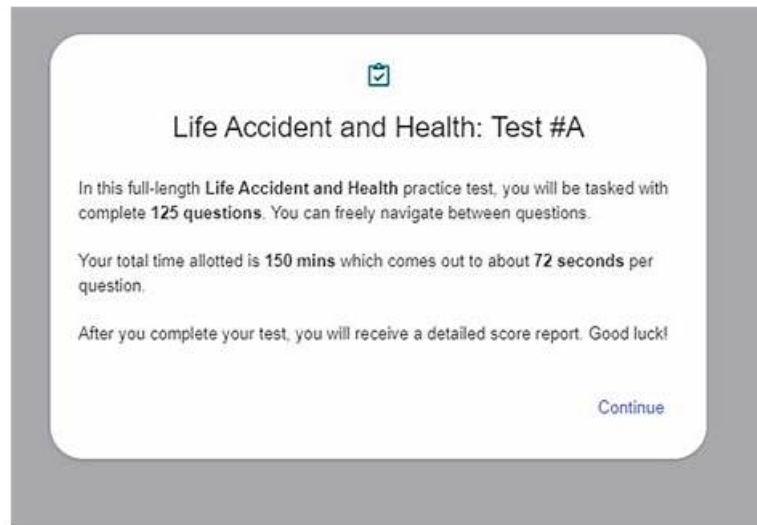 Life Accident and Health: Test #A
In this full-length Life Accident and Health practice test, you will be tasked with
complete 125 questions. You can freely navigate between questions.
Your total time allotted is 150 mins which comes out to about 72 seconds per
question.
After you complete your test, you will receive a detailed score report. Good luck!
Continue